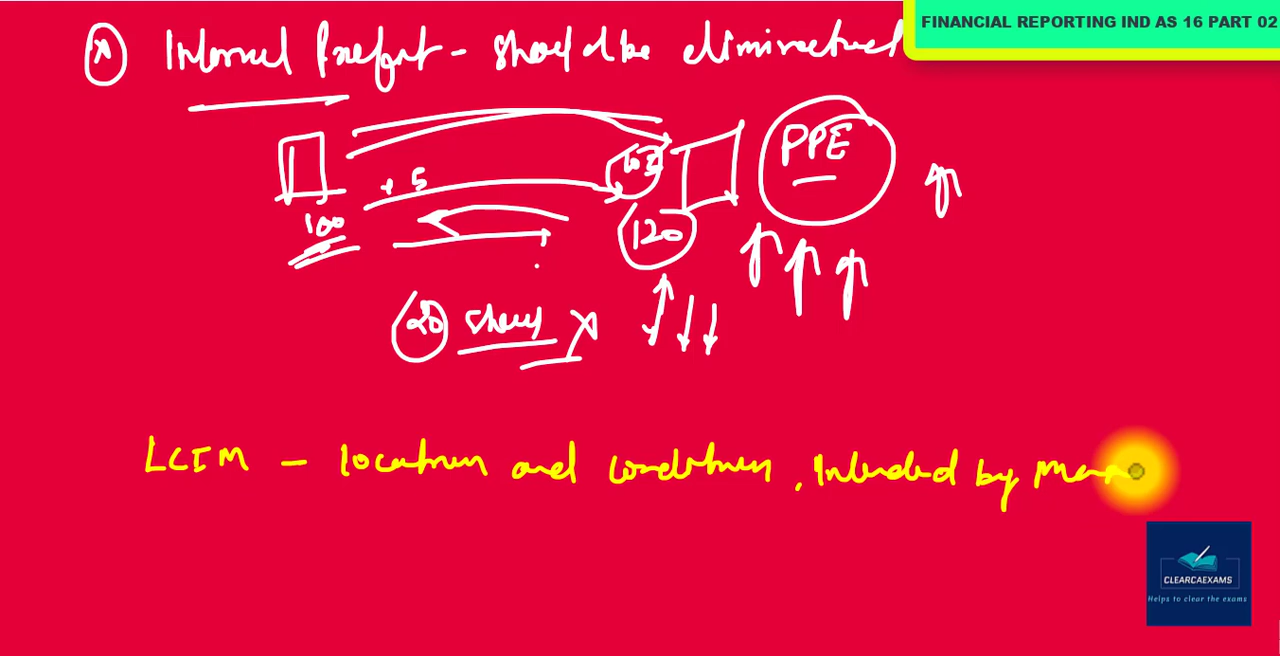 FINANCIAL REPORTING IND AS 16 PART 02
Internal Profit - Should be eliminated
PPE
+ 5
100
120
20
LCIM - location and condition, Intended by Man
CLEARCAEXAMS
Helps to clear the exams